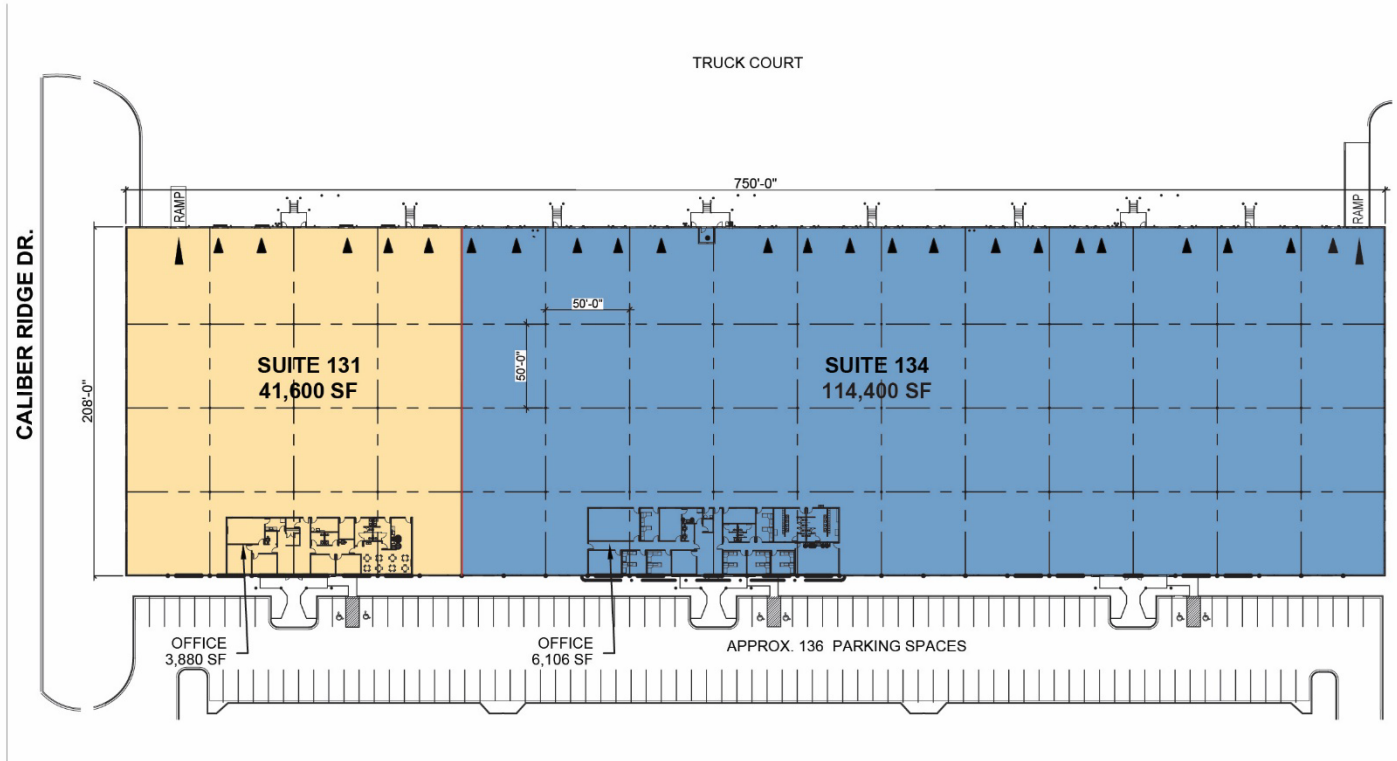 TRUCK COURT
750'-0"
RAMP
RAMP
CALIBER RIDGE DR.
208'-0"
50'-0"
50'-0"
SUITE 131
41,600 SF
SUITE 134
114,400 SF
OFFICE
3,880 SF
OFFICE
6,106 SF
APPROX. 136 PARKING SPACES